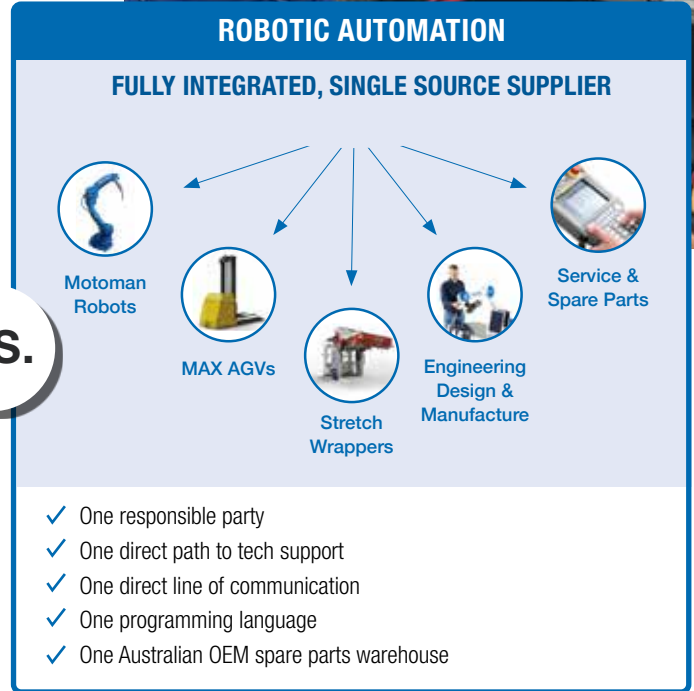 ROBOTIC AUTOMATION
FULLY INTEGRATED, SINGLE SOURCE SUPPLIER
Motoman
Robots
MAX AGVs
Stretch
Wrappers
Engineering
Design &
Manufacture
Service &
Spare Parts
S.
One responsible party
One direct path to tech support
One direct line of communication
One programming language
One Australian OEM spare parts warehouse